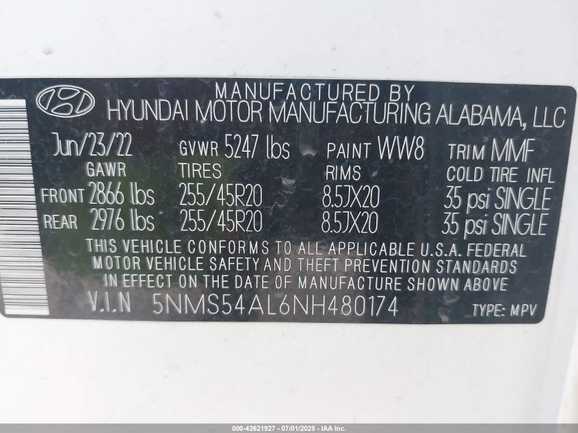 MANUFACTURED BY
HYUNDAI MOTOR MANUFACTURING ALABAMA, LLC
Jun/23/22 GVWR 5247 lbs PAINT WW8 TRIM MMF
GAWR TIRES RIMS COLD TIRE INFL
FRONT 2866 lbs 255/45R20 8.5JX20 35 psi SINGLE
REAR 2976 lbs 255/45R20 8.5JX20 35 psi SINGLE
THIS VEHICLE CONFORMS TO ALL APPLICABLE U.S.A. FEDERAL
MOTOR VEHICLE SAFETY AND THEFT PREVENTION STANDARDS
IN EFFECT ON THE DATE OF MANUFACTURE SHOWN ABOVE.
V.I.N 5NMS54AL6NH480174 TYPE: MPV
000-42621927 - 07/01/2025 - IAA Inc.